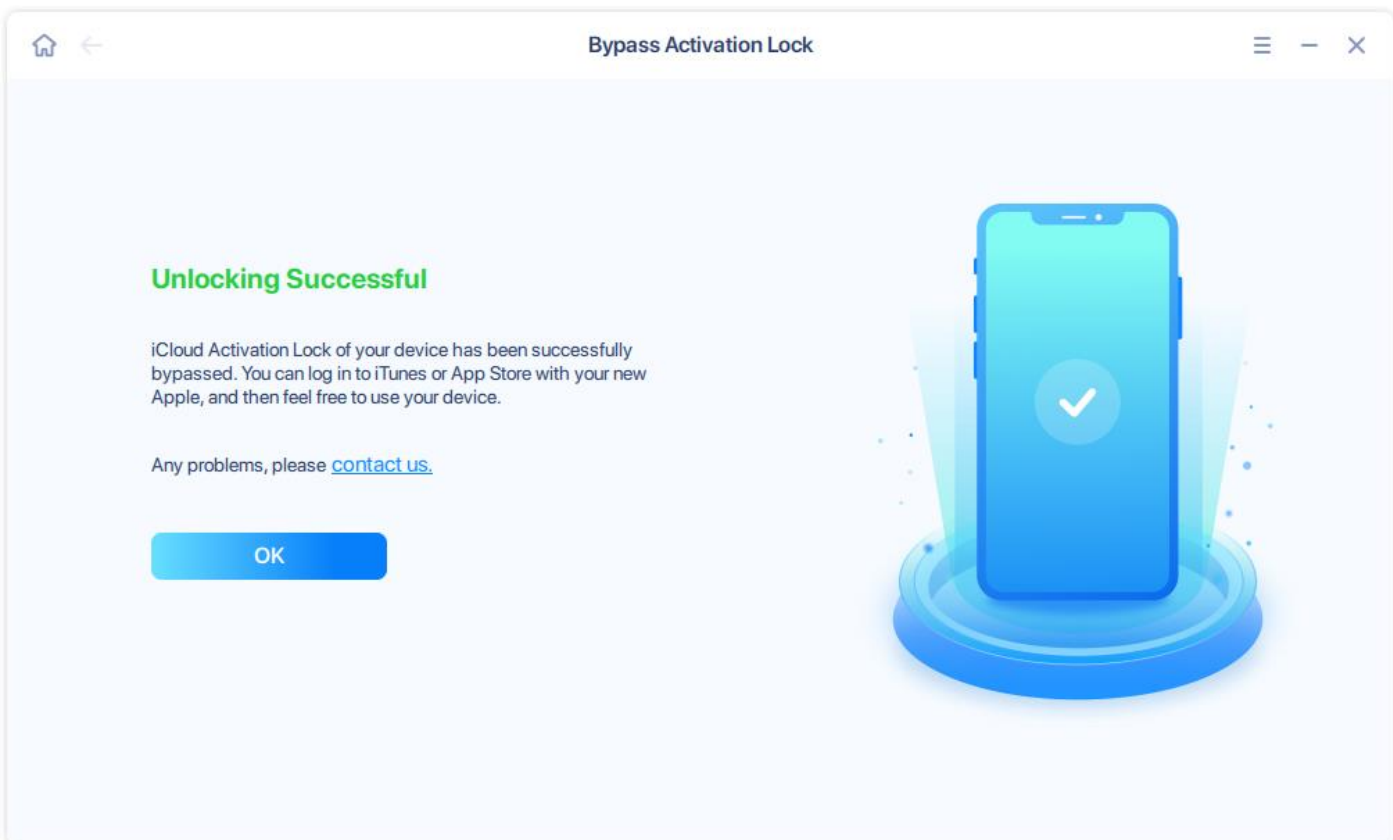 Bypass Activation Lock
Unlocking Successful
iCloud Activation Lock of your device has been successfully
bypassed. You can log in to iTunes or App Store with your new
Apple, and then feel free to use your device.
Any problems, please contact us.
OK